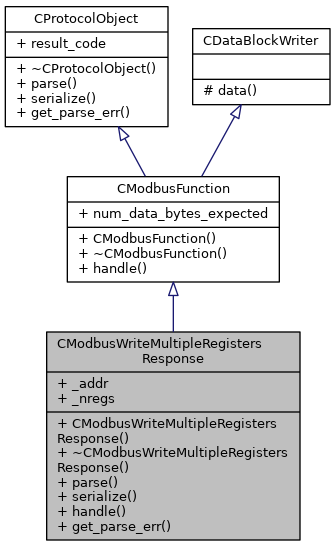 CProtocolObject
+ result_code
+ ~CProtocolObject()
+ parse()
+ serialize()
+ get_parse_err()
CDataBlockWriter
# data()
CModbusFunction
+ num_data_bytes_expected
+ CModbusFunction()
+ ~CModbusFunction()
+ handle()
CModbusWriteMultipleRegisters
Response
+ _addr
+ _nregs
+ CModbusWriteMultipleRegisters
Response()
+ ~CModbusWriteMultipleRegisters
Response()
+ parse()
+ serialize()
+ handle()
+ get_parse_err()